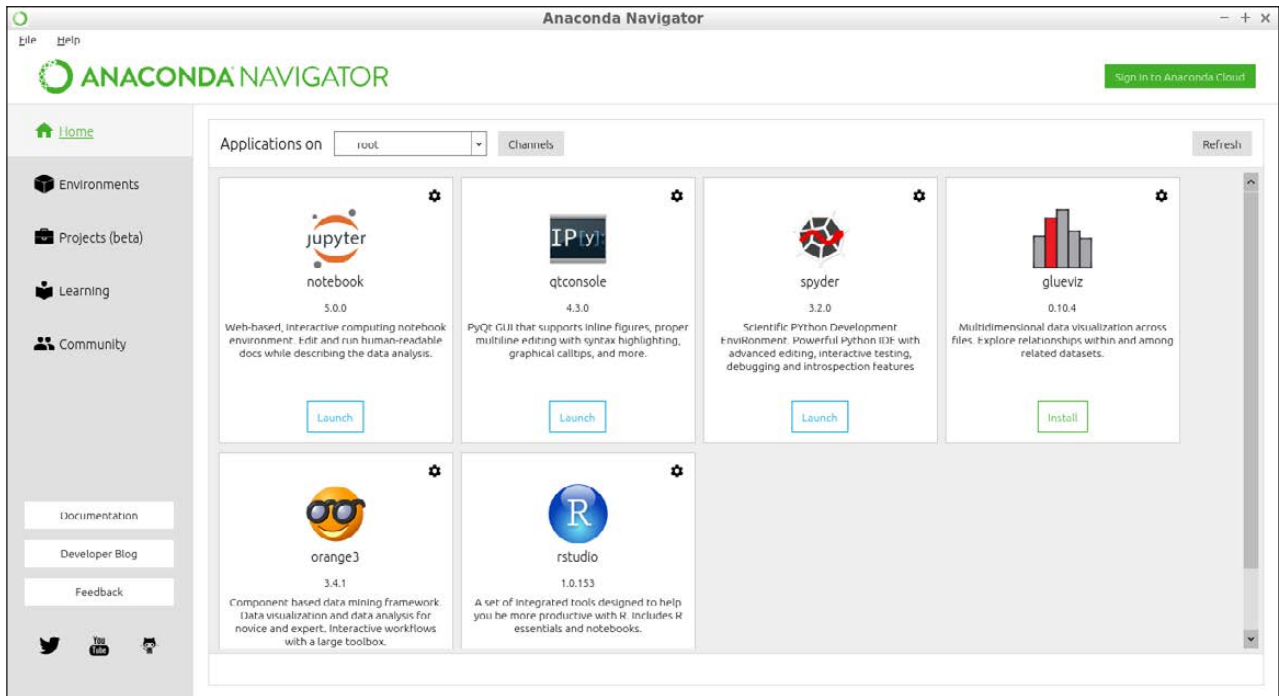 Anaconda Navigator
File Help
ANACONDA NAVIGATOR
Sign in to Anaconda Cloud
Home
Environments
Projects (beta)
Learning
Community
Documentation
Developer Blog
Feedback
You
Tube
Applications on root Channels Refresh
jupyter
notebook
5.0.0
Web-based, interactive computing notebook
environment. Edit and run human-readable
docs while describing the data analysis.
Launch
IP[y]:
qtconsole
4.3.0
PyQt GUI that supports inline figures, proper
multiline editing with syntax highlighting,
graphical calltips, and more.
Launch
spyder
3.2.0
Scientific PYthon Development
EnviRonment. Powerful Python IDE with
advanced editing, interactive testing,
debugging and introspection features
Launch
glueviz
0.10.4
Multidimensional data visualization across
files. Explore relationships within and among
related datasets.
Install
orange3
3.4.1
Component based data mining framework.
Data visualization and data analysis for
novice and expert. Interactive workflows
with a large toolbox.
R
rstudio
1.0.153
A set of integrated tools designed to help
you be more productive with R. Includes R
essentials and notebooks.